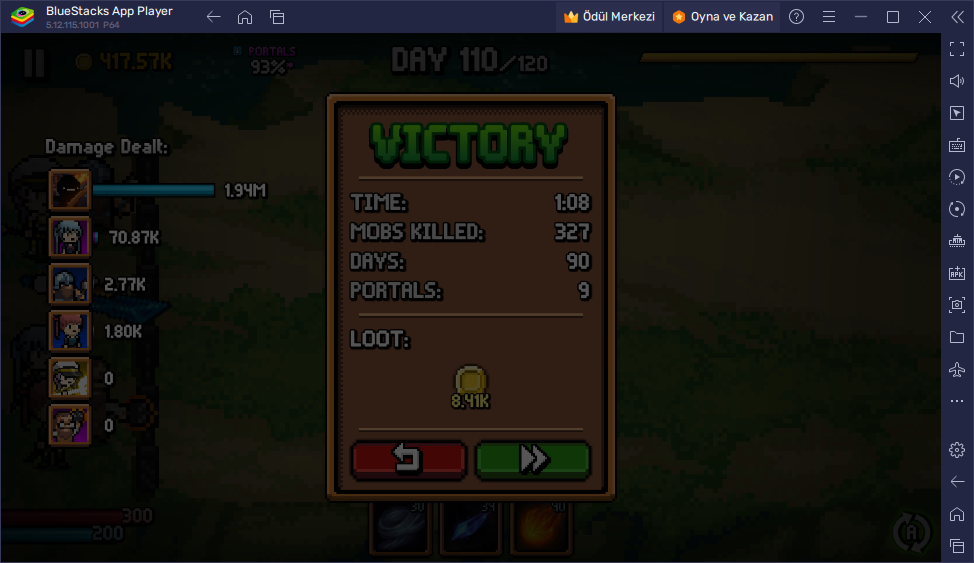 BlueStacks App Player
5.12.115.1001 P64
Ödül Merkezi
Oyna ve Kazan
417.57K
PORTALS
93%
DAY 110/120
Damage Dealt:
1.94M
70.87K
2.77K
1.80K
0
0
VICTORY
TIME: 1:08
MOBS KILLED: 327
DAYS: 90
PORTALS: 9
LOOT:
8.41K
300
200
30
34
40
A
APK